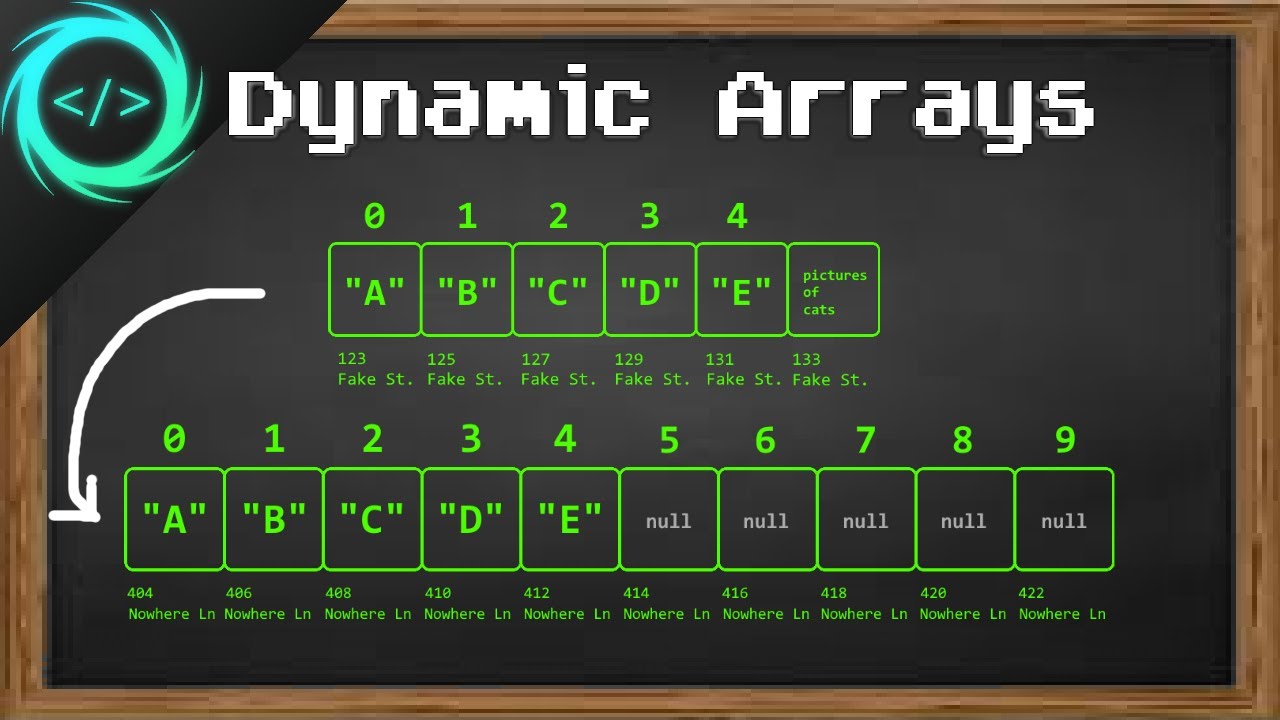 </>
Dynamic Arrays
0 1 2 3 4
"A" "B" "C" "D" "E" pictures
of
cats
123 125 127 129 131 133
Fake St. Fake St. Fake St. Fake St. Fake St. Fake St.
0 1 2 3 4 5 6 7 8 9
"A" "B" "C" "D" "E" null null null null null
404 406 408 410 412 414 416 418 420 422
Nowhere Ln Nowhere Ln Nowhere Ln Nowhere Ln Nowhere Ln Nowhere Ln Nowhere Ln Nowhere Ln Nowhere Ln Nowhere Ln